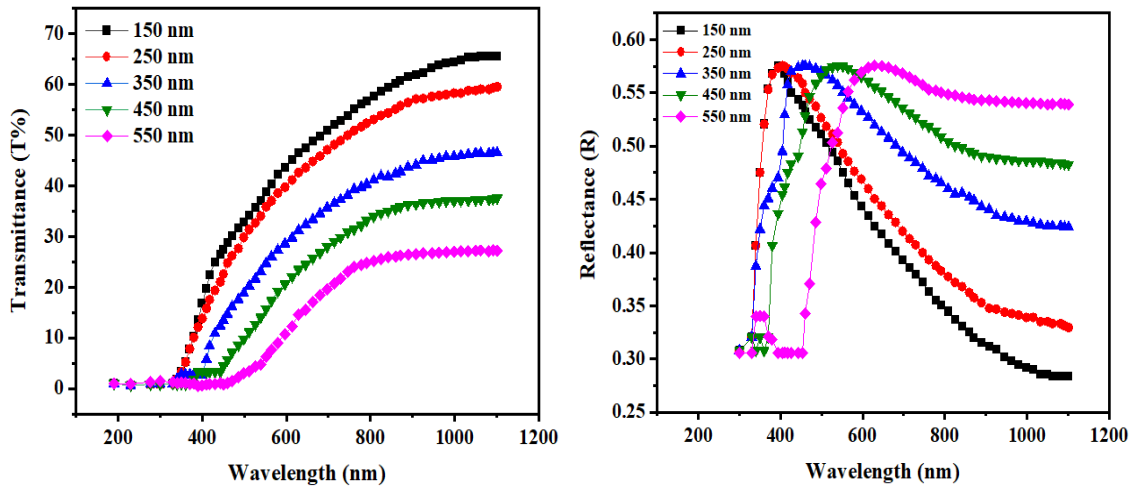 70
60
50
40
30
20
10
0
Transmittance (T%)
150 nm
250 nm
350 nm
450 nm
550 nm
200 400 600 800 1000 1200
Wavelength (nm)
0.60
0.55
0.50
0.45
0.40
0.35
0.30
0.25
Reflectance (R)
150 nm
250 nm
350 nm
450 nm
550 nm
200 400 600 800 1000 1200
Wavelength (nm)